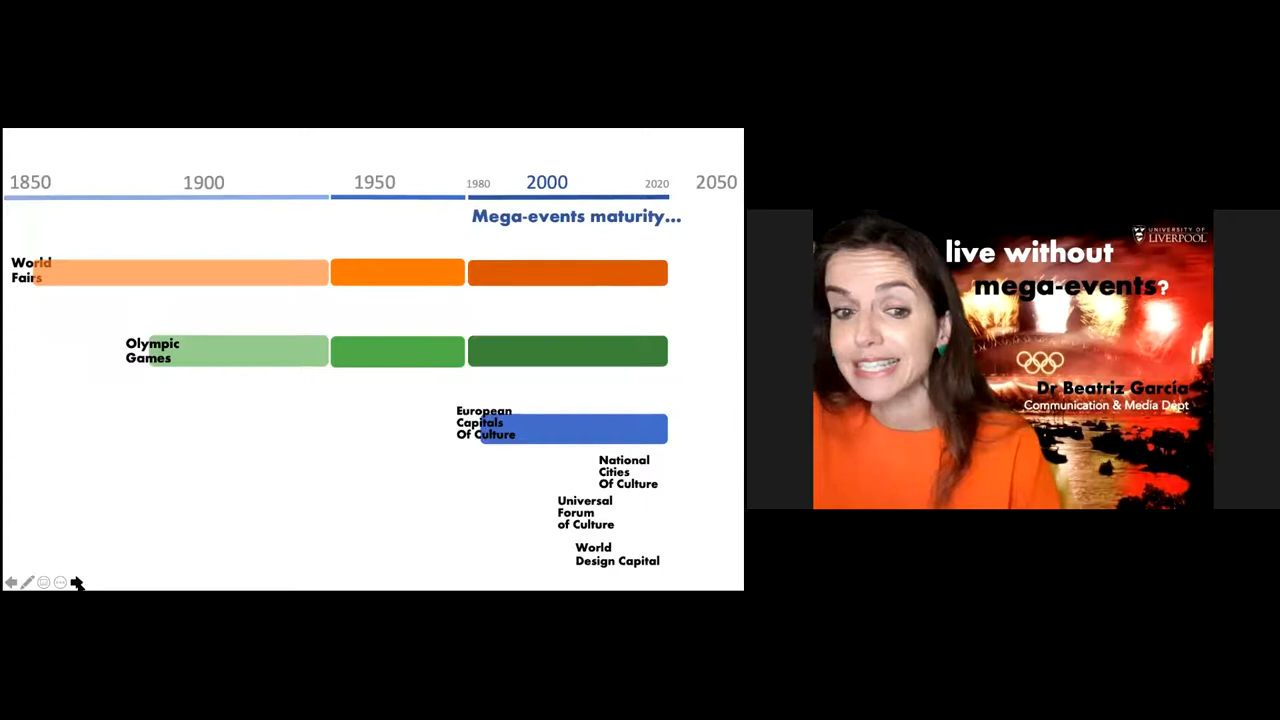 1850 1900 1950 1980 2000 2020 2050
Mega-events maturity...
World
Fairs
Olympic
Games
European
Capitals
Of Culture
National
Cities
Of Culture
Universal
Forum
of Culture
World
Design Capital
UNIVERSITY OF
LIVERPOOL
live without
mega-events?
Dr Beatriz García
Communication & Media Dept